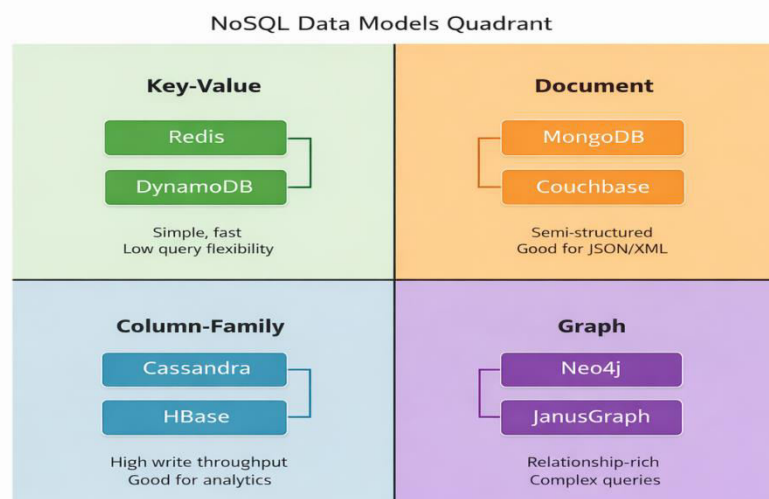 NoSQL Data Models Quadrant
Key-Value
Redis
DynamoDB
Simple, fast
Low query flexibility
Document
MongoDB
Couchbase
Semi-structured
Good for JSON/XML
Column-Family
Cassandra
HBase
High write throughput
Good for analytics
Graph
Neo4j
JanusGraph
Relationship-rich
Complex queries